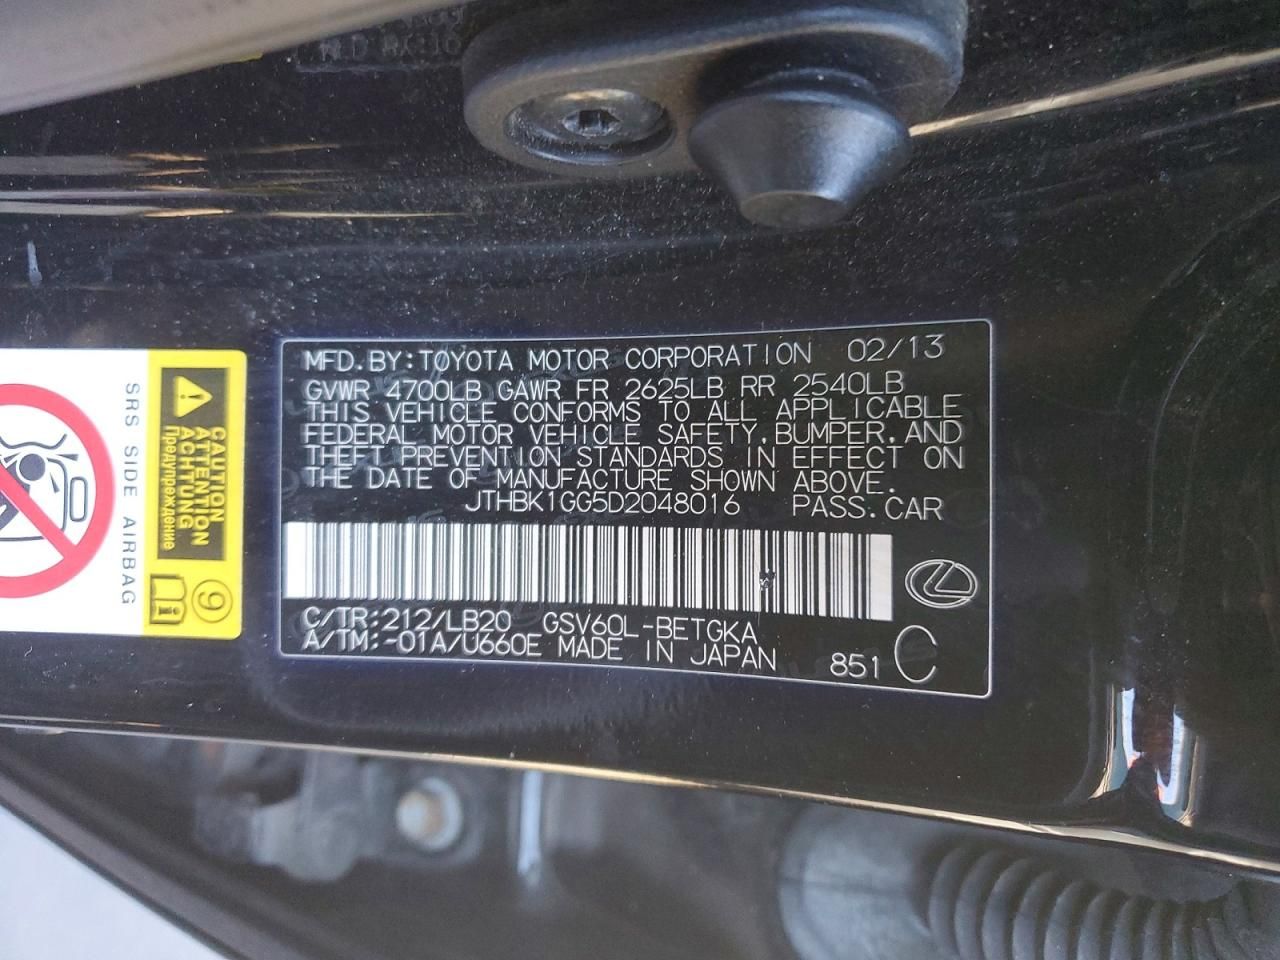 MFD.BY:TOYOTA MOTOR CORPORATION 02/13
GVWR 4700LB GAWR FR 2625LB RR 2540LB
THIS VEHICLE CONFORMS TO ALL APPLICABLE
FEDERAL MOTOR VEHICLE SAFETY,BUMPER,AND
THEFT PREVENTION STANDARDS IN EFFECT ON
THE DATE OF MANUFACTURE SHOWN ABOVE.
JTHBK1GG5D2048016 PASS.CAR
C/TR:212/LB20 GSV60L-BETGKA
A/TM:-01A/U660E MADE IN JAPAN 851 C
CAUTION
ATTENTION
ACHTUNG
Предупреждение
9
SRS SIDE AIRBAG